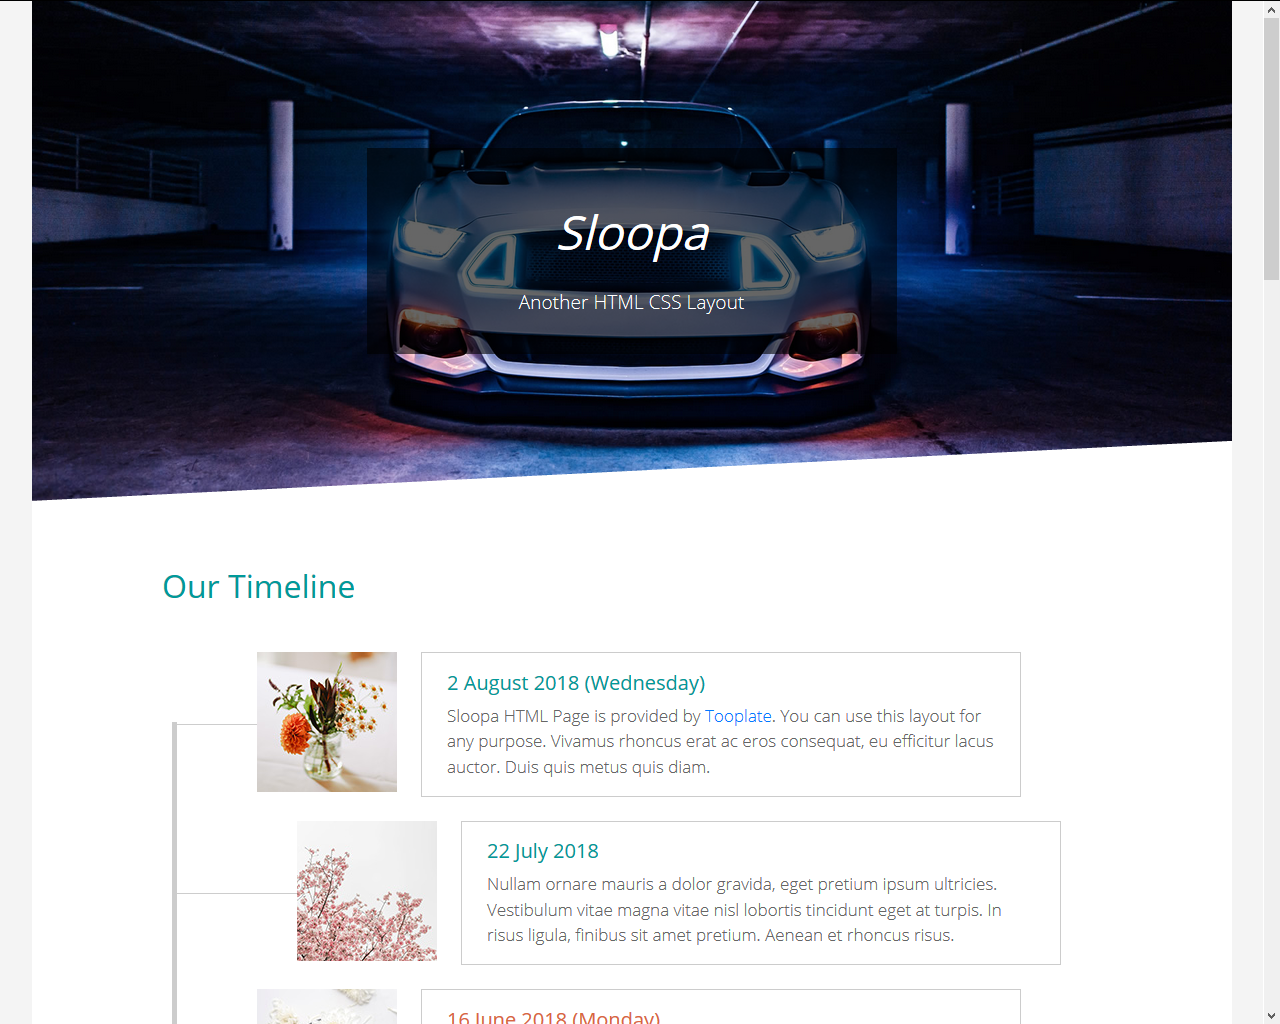 Sloopa
Another HTML CSS Layout
Our Timeline
2 August 2018 (Wednesday)
Sloopa HTML Page is provided by Tooplate. You can use this layout for
any purpose. Vivamus rhoncus erat ac eros consequat, eu efficitur lacus
auctor. Duis quis metus quis diam.
22 July 2018
Nullam ornare mauris a dolor gravida, eget pretium ipsum ultricies.
Vestibulum vitae magna vitae nisl lobortis tincidunt eget at turpis. In
risus ligula, finibus sit amet pretium. Aenean et rhoncus risus.
16 June 2018 (Monday)